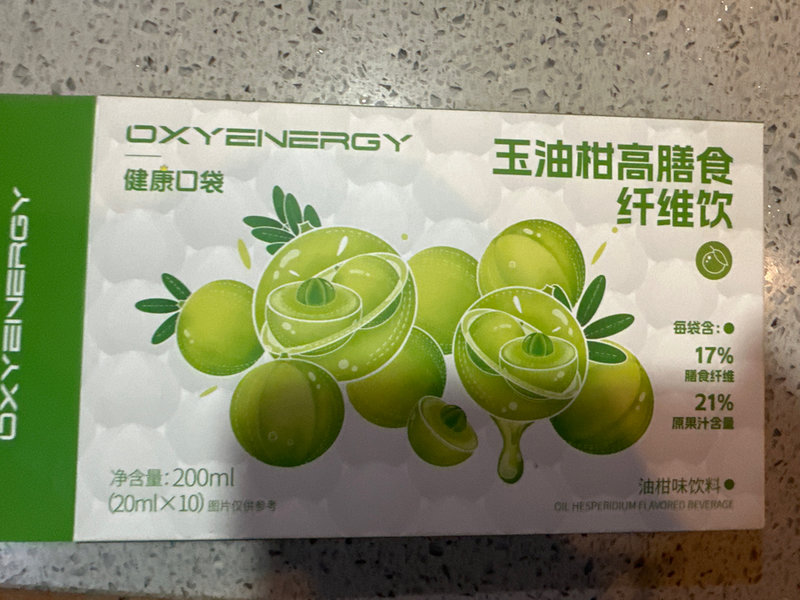 OXYENERGY
OXYENERGY
健康口袋
玉油柑高膳食
纤维饮
每袋含:
17%
膳食纤维
21%
原果汁含量
净含量:200ml
(20ml×10) 图片仅供参考
油柑味饮料
OIL HESPERIDIUM FLAVORED BEVERAGE